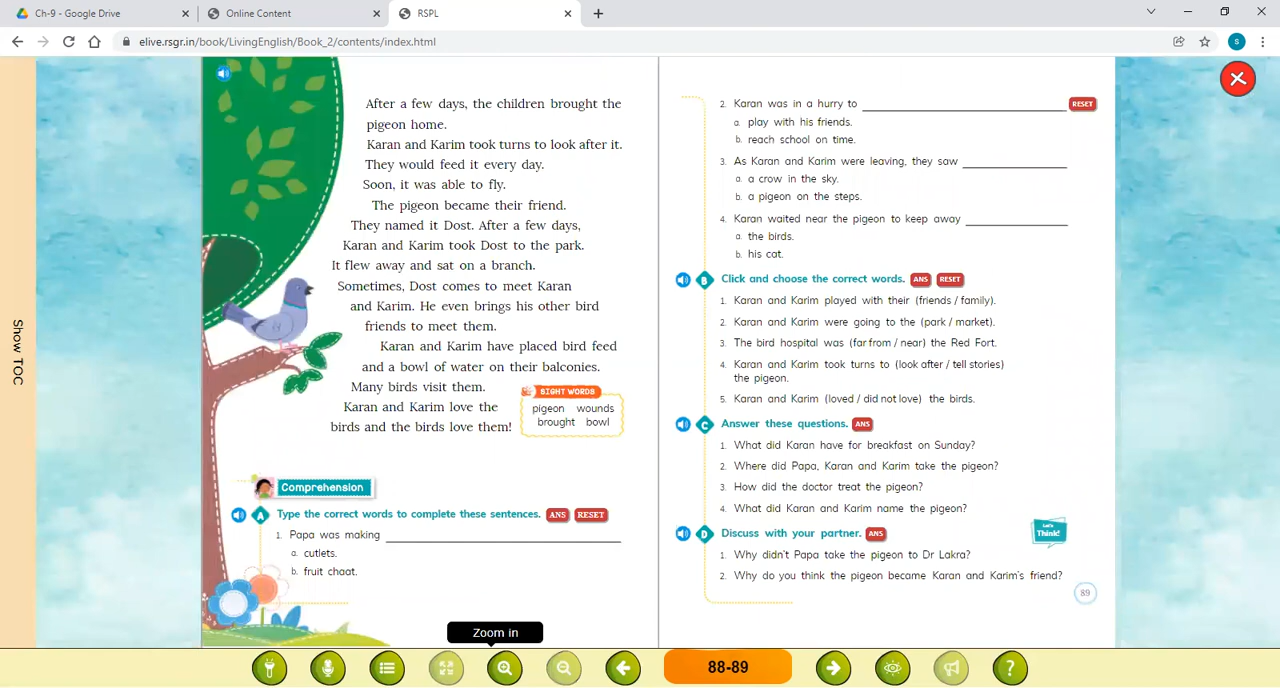 Ch-9 - Google Drive
Online Content
RSPL
elive.rsgr.in/book/LivingEnglish/Book_2/contents/index.html
S
Show TOC
After a few days, the children brought the
pigeon home.
Karan and Karim took turns to look after it.
They would feed it every day.
Soon, it was able to fly.
The pigeon became their friend.
They named it Dost. After a few days,
Karan and Karim took Dost to the park.
It flew away and sat on a branch.
Sometimes, Dost comes to meet Karan
and Karim. He even brings his other bird
friends to meet them.
Karan and Karim have placed bird feed
and a bowl of water on their balconies.
Many birds visit them.
Karan and Karim love the
birds and the birds love them!
SIGHT WORDS
pigeon wounds
brought bowl
Comprehension
A Type the correct words to complete these sentences. ANS RESET
1. Papa was making ____
a. cutlets.
b. fruit chaat.
2. Karan was in a hurry to ____ RESET
a. play with his friends.
b. reach school on time.
3. As Karan and Karim were leaving, they saw ____
a. a crow in the sky.
b. a pigeon on the steps.
4. Karan waited near the pigeon to keep away ____
a. the birds.
b. his cat.
B Click and choose the correct words. ANS RESET
1. Karan and Karim played with their (friends / family).
2. Karan and Karim were going to the (park / market).
3. The bird hospital was (far from / near) the Red Fort.
4. Karan and Karim took turns to (look after / tell stories)
the pigeon.
5. Karan and Karim (loved / did not love) the birds.
C Answer these questions. ANS
1. What did Karan have for breakfast on Sunday?
2. Where did Papa, Karan and Karim take the pigeon?
3. How did the doctor treat the pigeon?
4. What did Karan and Karim name the pigeon?
D Discuss with your partner. ANS
Let's
Think!
1. Why didn't Papa take the pigeon to Dr Lakra?
2. Why do you think the pigeon became Karan and Karim's friend?
89
Zoom in
88-89
?